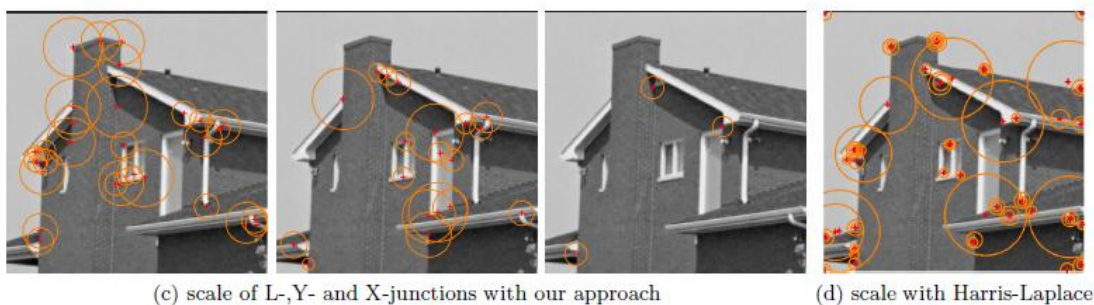 (c) scale of L-,Y- and X-junctions with our approach
(d) scale with Harris-Laplace